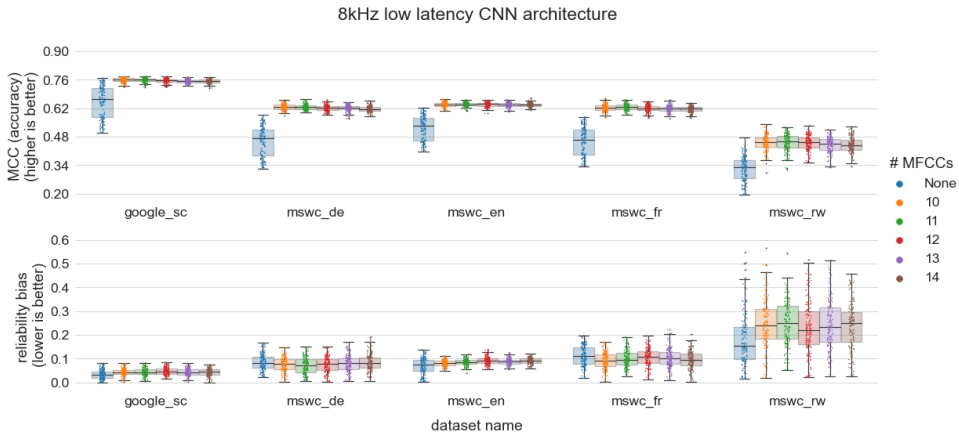 8kHz low latency CNN architecture
MCC (accuracy)
(higher is better)
0.90
0.76
0.62
0.48
0.34
0.20
google_sc
mswc_de
mswc_en
mswc_fr
mswc_rw
# MFCCs
None
10
11
12
13
14
reliability bias
(lower is better)
0.6
0.5
0.4
0.3
0.2
0.1
0.0
google_sc
mswc_de
mswc_en
mswc_fr
mswc_rw
dataset name